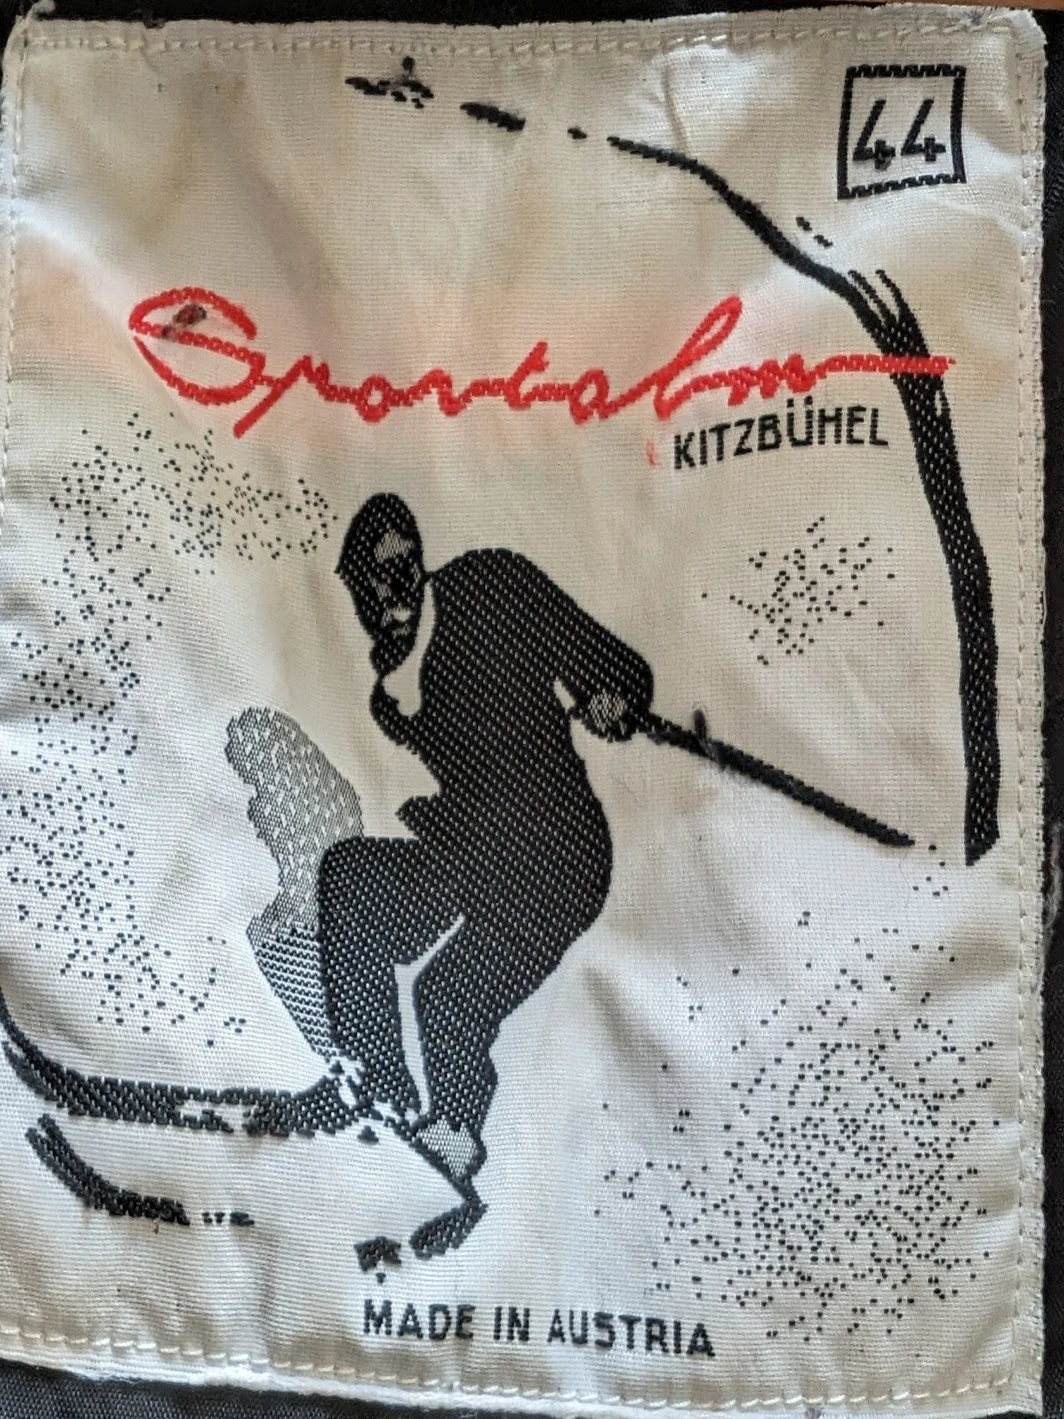 44
Sportalm
KITZBÜHEL
MADE IN AUSTRIA